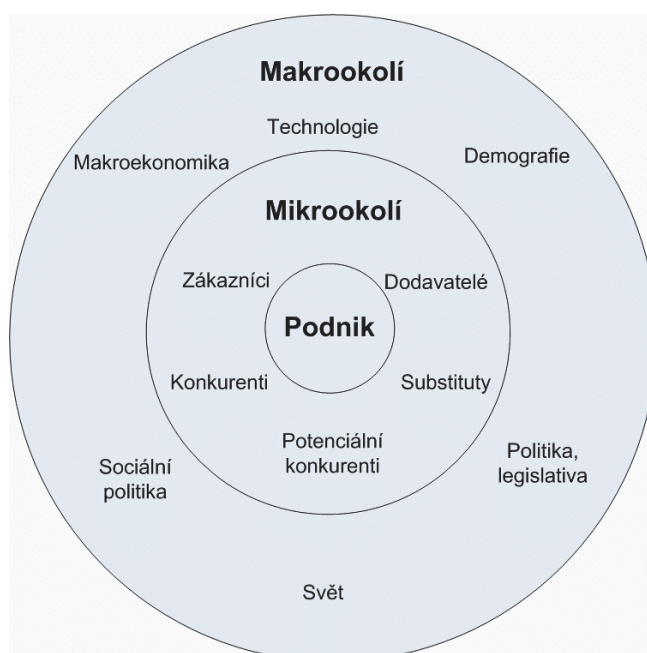 Makrookolí
Technologie
Makroekonomika
Demografie
Mikrookolí
Zákazníci
Dodavatelé
Podnik
Konkurenti
Substituty
Potenciální
konkurenti
Politika,
legislativa
Sociální
politika
Svět